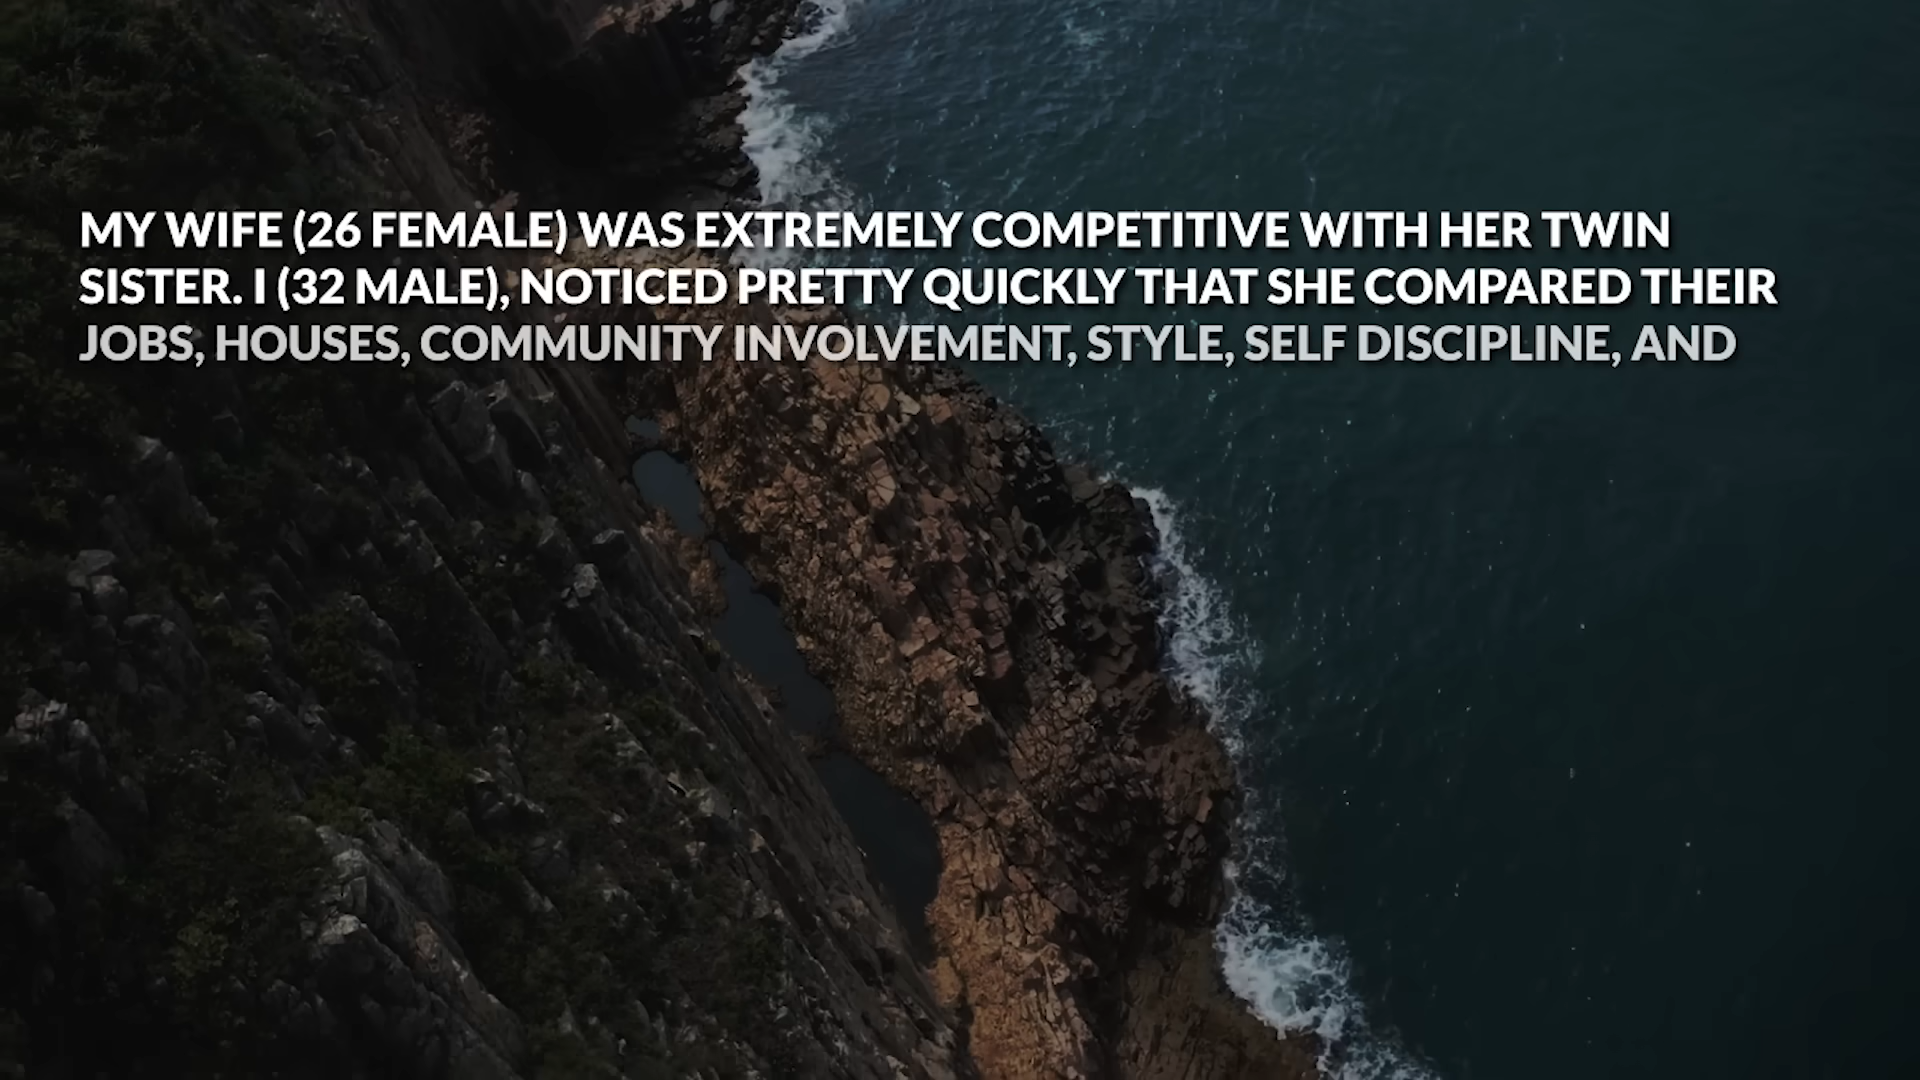 MY WIFE (26 FEMALE) WAS EXTREMELY COMPETITIVE WITH HER TWIN
SISTER. I (32 MALE), NOTICED PRETTY QUICKLY THAT SHE COMPARED THEIR
JOBS, HOUSES, COMMUNITY INVOLVEMENT, STYLE, SELF DISCIPLINE, AND